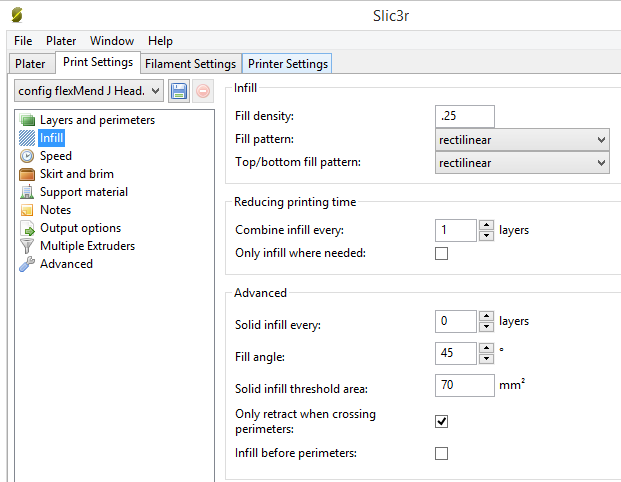 Slic3r
File Plater Window Help
Plater Print Settings Filament Settings Printer Settings
config flexMend J Head.
Layers and perimeters
Infill
Speed
Skirt and brim
Support material
Notes
Output options
Multiple Extruders
Advanced
Infill
Fill density: .25
Fill pattern: rectilinear
Top/bottom fill pattern: rectilinear
Reducing printing time
Combine infill every: 1 layers
Only infill where needed:
Advanced
Solid infill every: 0 layers
Fill angle: 45 °
Solid infill threshold area: 70 mm²
Only retract when crossing
perimeters:
Infill before perimeters: